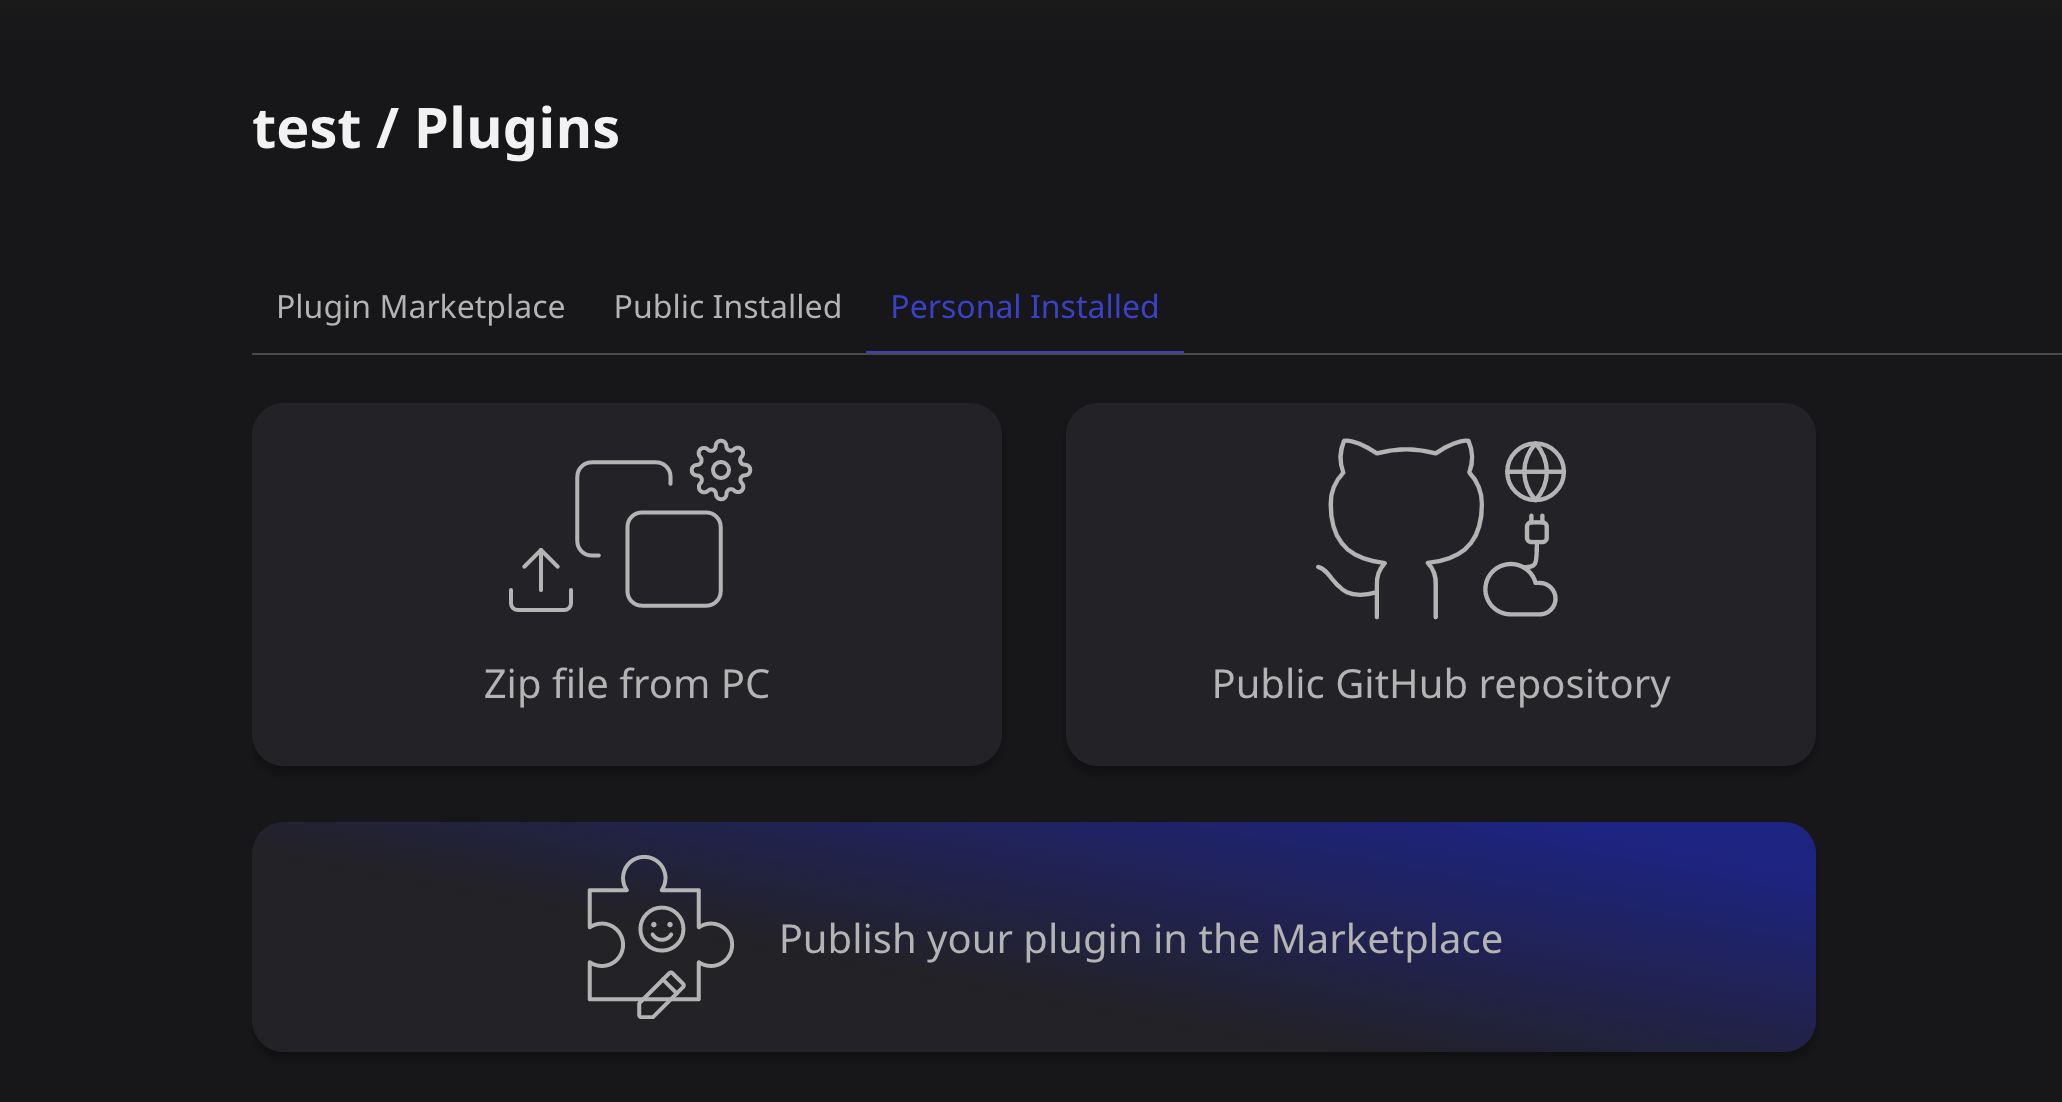 test / Plugins
Plugin Marketplace Public Installed Personal Installed
Zip file from PC
Public GitHub repository
Publish your plugin in the Marketplace